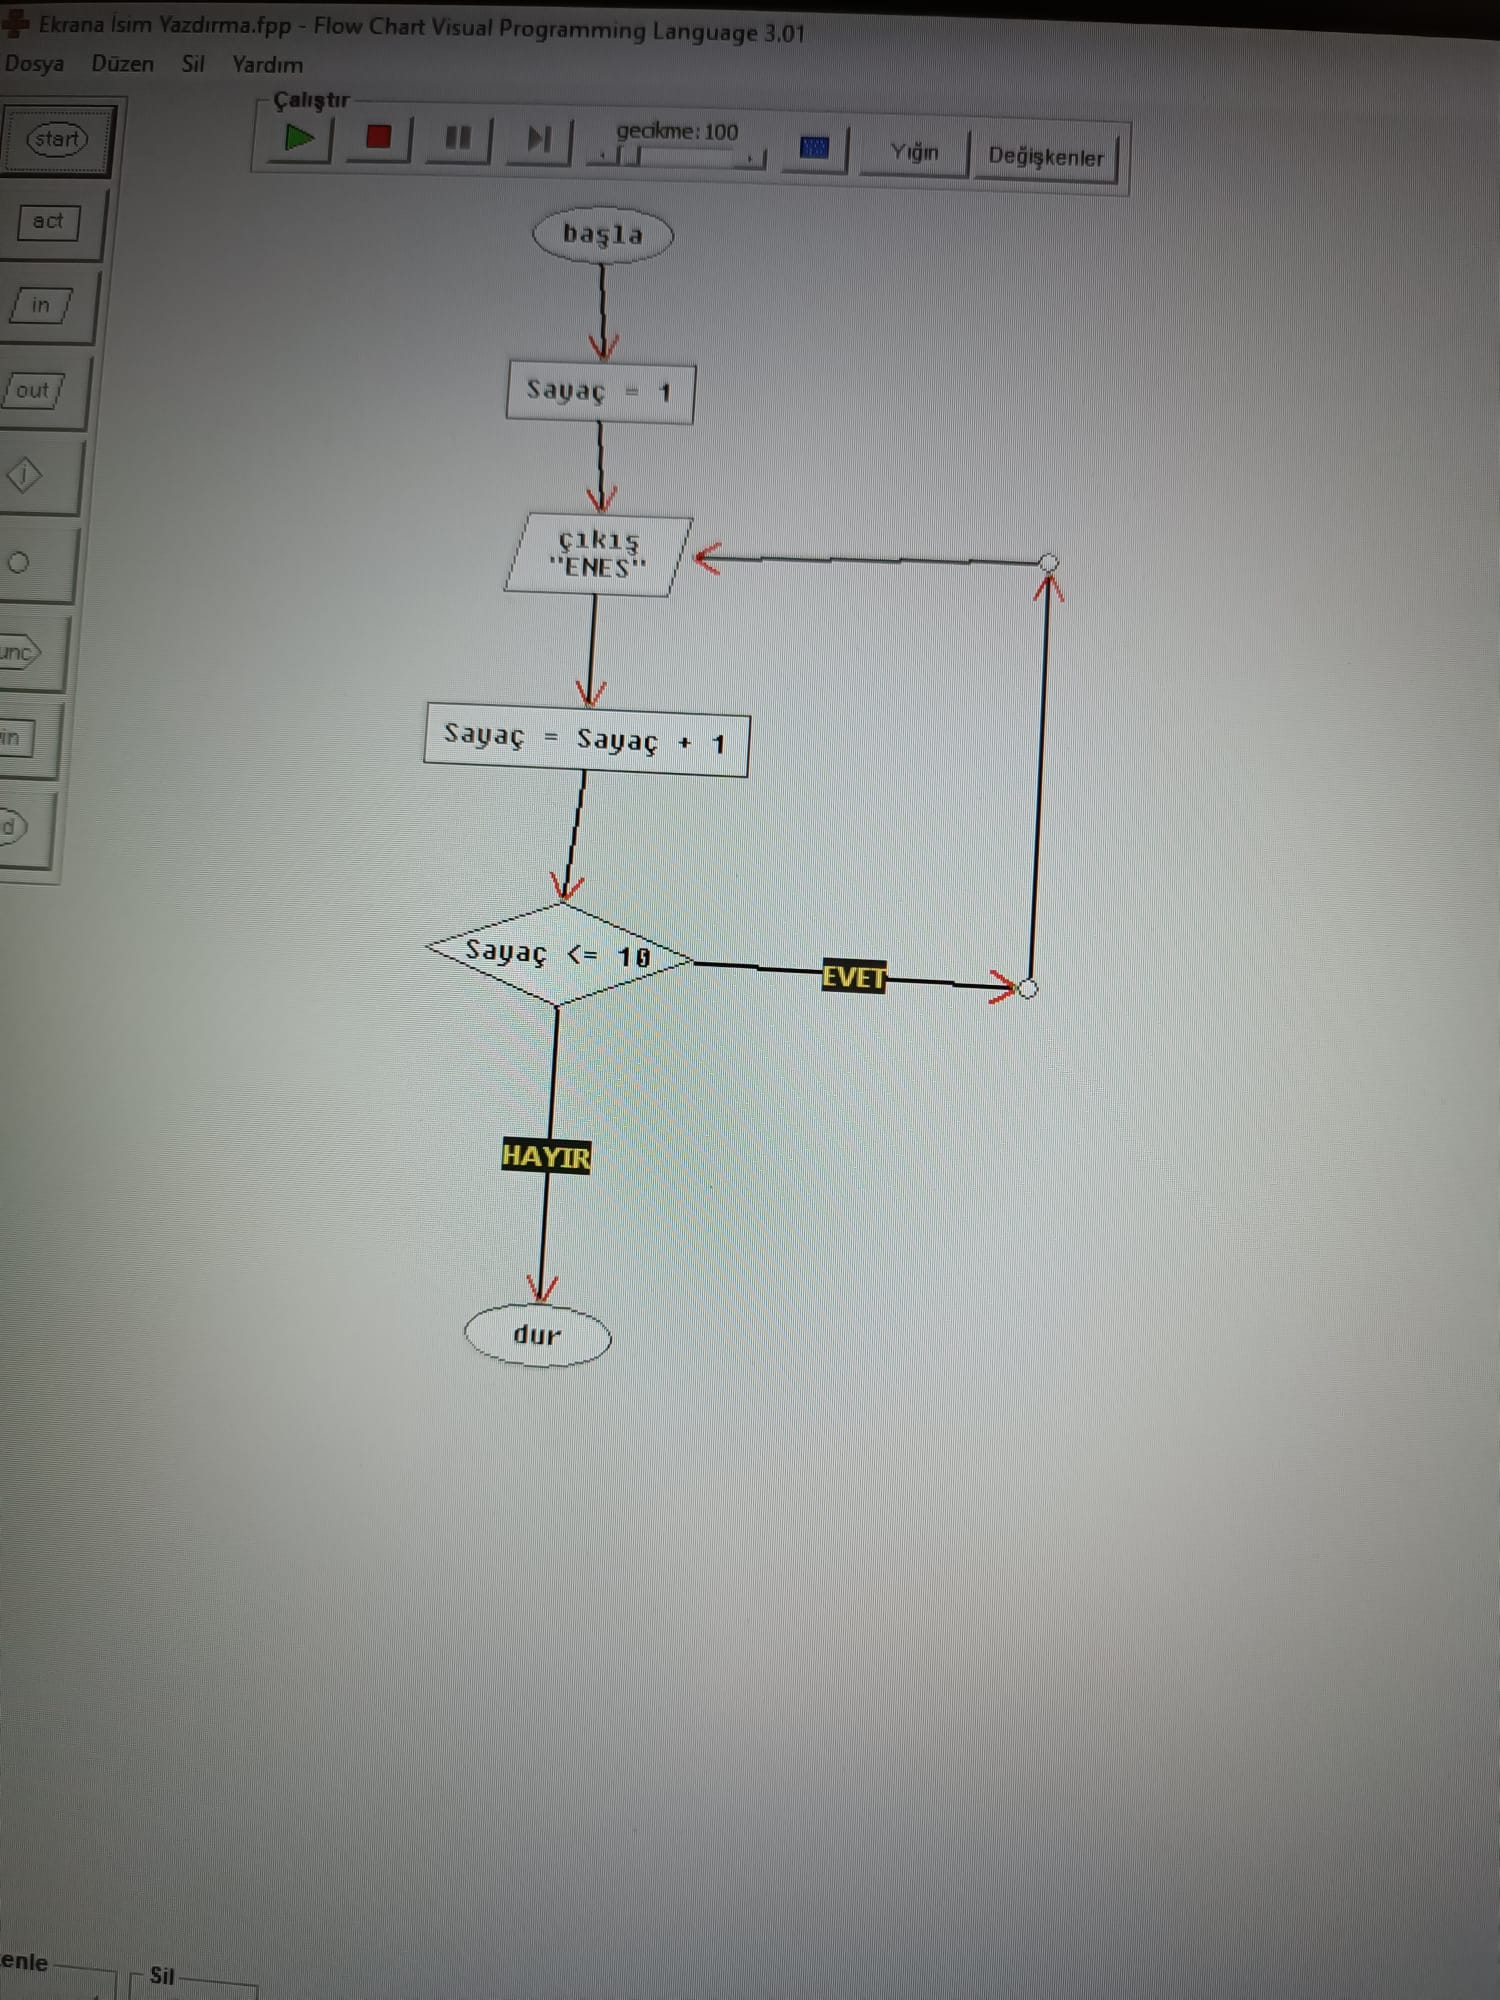 Ekrana İsim Yazdırma.fpp - Flow Chart Visual Programming Language 3.01
Dosya Düzen Sil Yardım
Çalıştır
gecikme: 100
Yığın
Değişkenler
start
act
in
out
i
unc
in
d
başla
Sayaç = 1
çıkış
"ENES"
Sayaç = Sayaç + 1
Sayaç <= 10
EVET
HAYIR
dur
enle
Sil